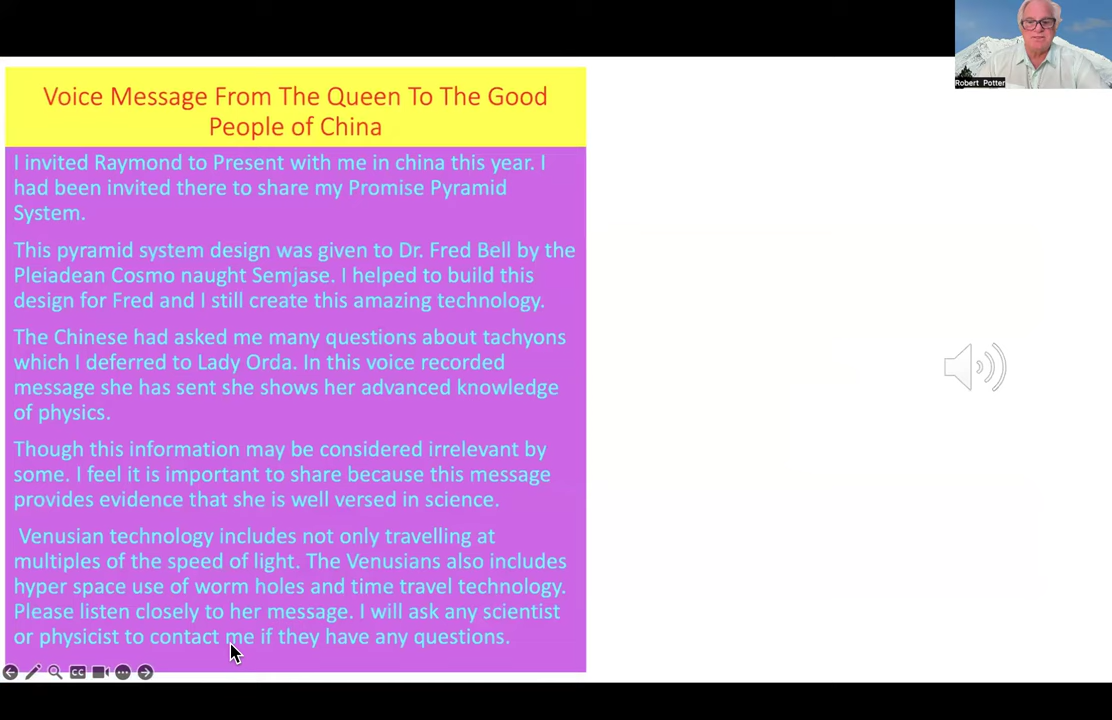 Robert Potter
Voice Message From The Queen To The Good
People of China
I invited Raymond to Present with me in china this year. I
had been invited there to share my Promise Pyramid
System.
This pyramid system design was given to Dr. Fred Bell by the
Pleiadean Cosmo naught Semjase. I helped to build this
design for Fred and I still create this amazing technology.
The Chinese had asked me many questions about tachyons
which I deferred to Lady Orda. In this voice recorded
message she has sent she shows her advanced knowledge
of physics.
Though this information may be considered irrelevant by
some. I feel it is important to share because this message
provides evidence that she is well versed in science.
Venusian technology includes not only travelling at
multiples of the speed of light. The Venusians also includes
hyper space use of worm holes and time travel technology.
Please listen closely to her message. I will ask any scientist
or physicist to contact me if they have any questions.
CC